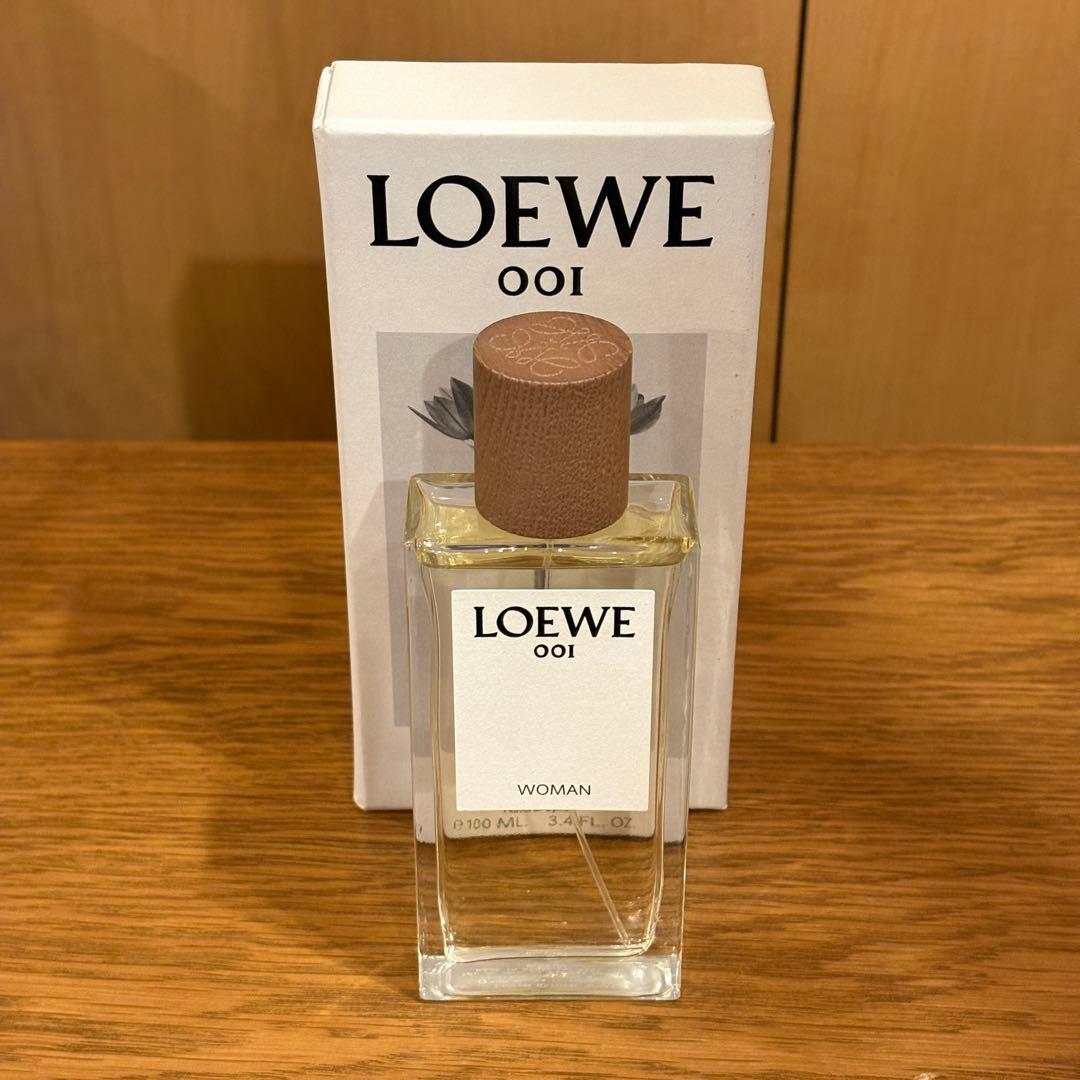 LOEWE
001
LOEWE
001
WOMAN
℮100 ML. 3.4 FL. OZ.